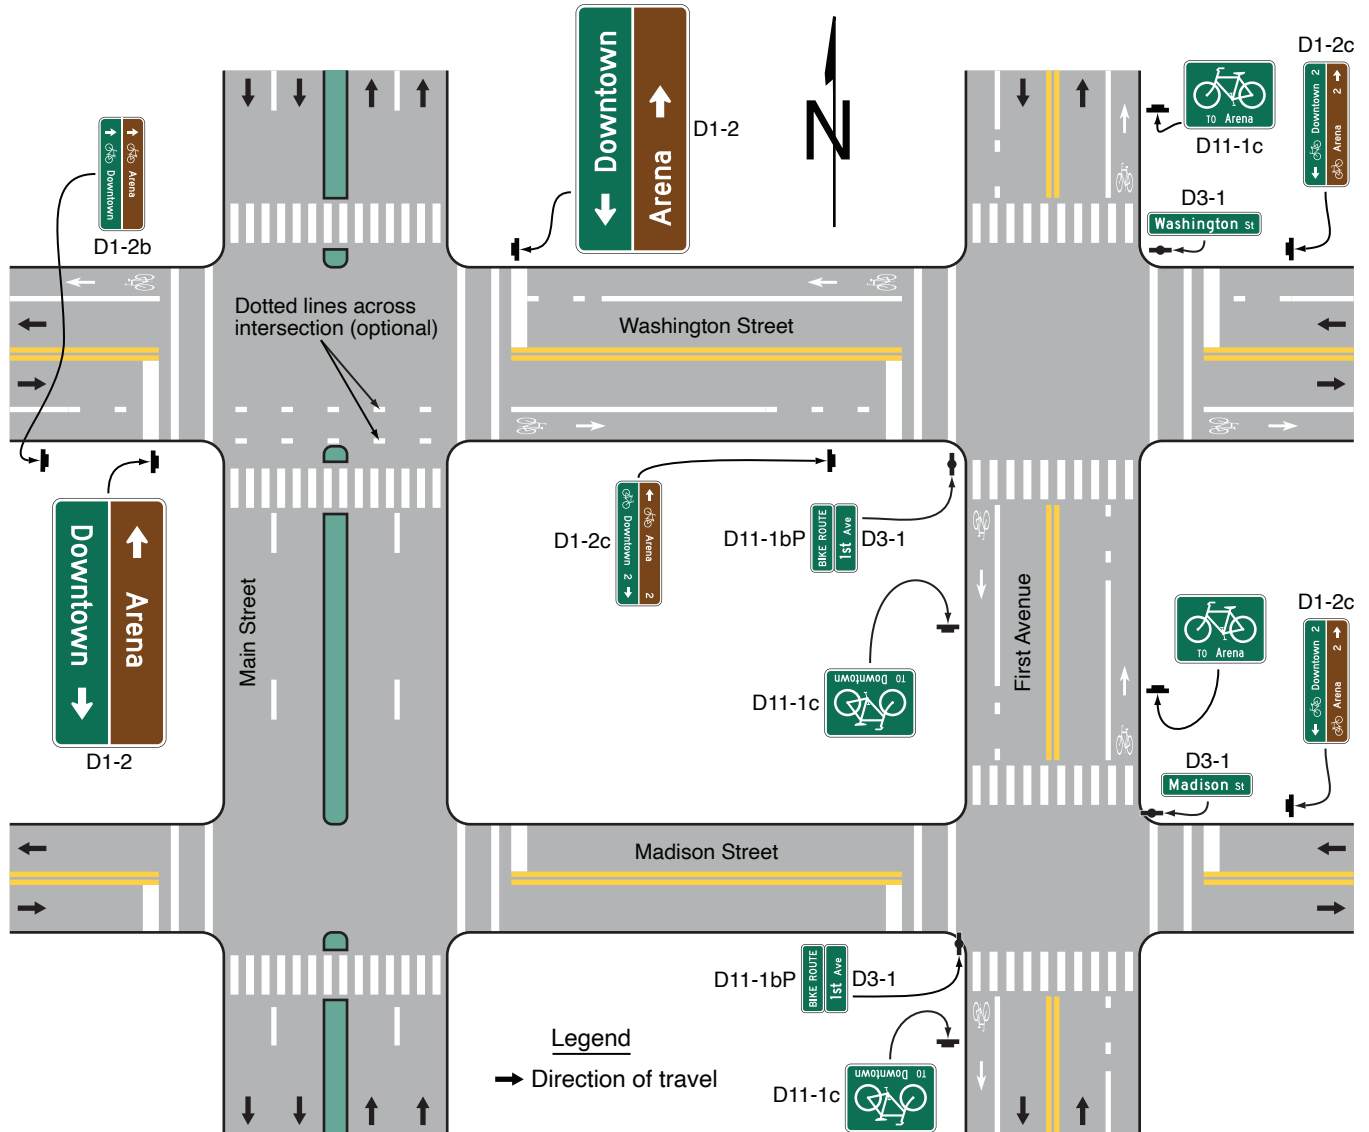 D1-2c
Downtown 2
Arena 2
TO Arena
D11-1c
D3-1
Washington St
Downtown
Arena
D1-2
N
Downtown
Arena
D1-2b
Dotted lines across
intersection (optional)
Washington Street
Downtown
Arena
D1-2
Main Street
D1-2c
Downtown 2
Arena 2
D11-1bP
BIKE ROUTE
1st Ave
D3-1
First Avenue
TO Downtown
D11-1c
TO Arena
D1-2c
Downtown 2
Arena 2
D3-1
Madison St
Madison Street
D11-1bP
BIKE ROUTE
1st Ave
D3-1
TO Downtown
D11-1c
Legend
Direction of travel